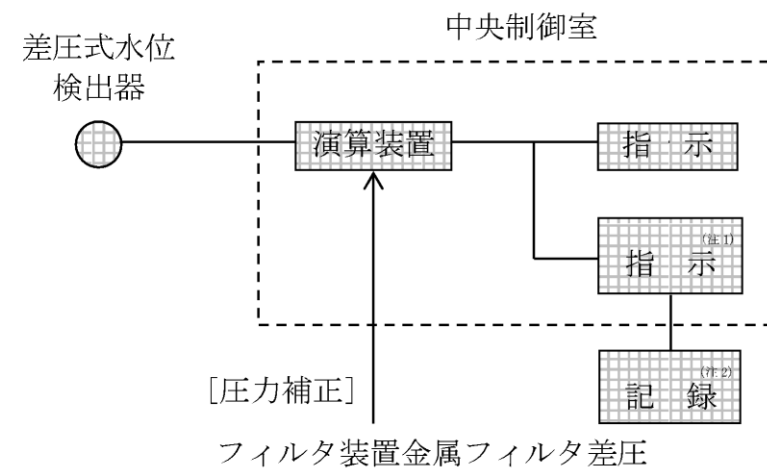 中央制御室
差圧式水位
検出器
演算装置
指 示
指 示(注1)
記 録(注2)
[圧力補正]
フィルタ装置金属フィルタ差圧